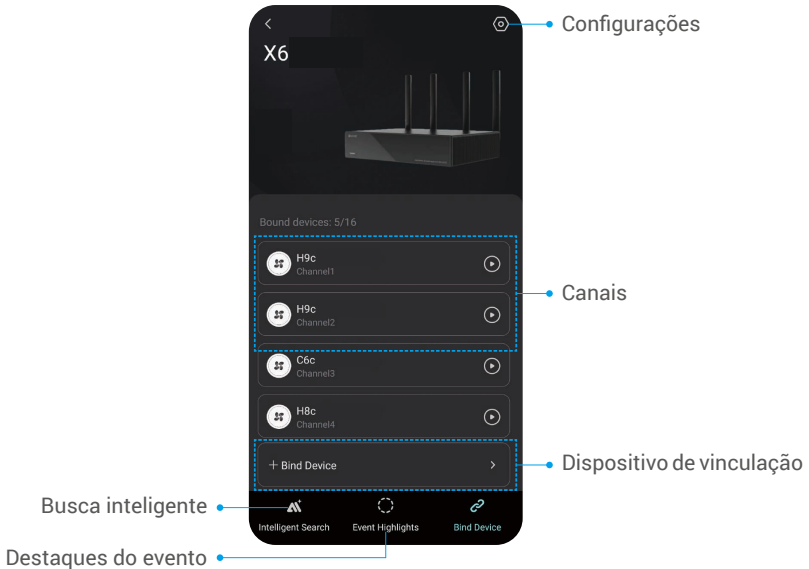 Configurações
X6
Bound devices: 5/16
H9c
Channel1
Canais
H9c
Channel2
C6c
Channel3
H8c
Channel4
+ Bind Device
Dispositivo de vinculação
Busca inteligente
Intelligent Search
Event Highlights
Bind Device
Destaques do evento